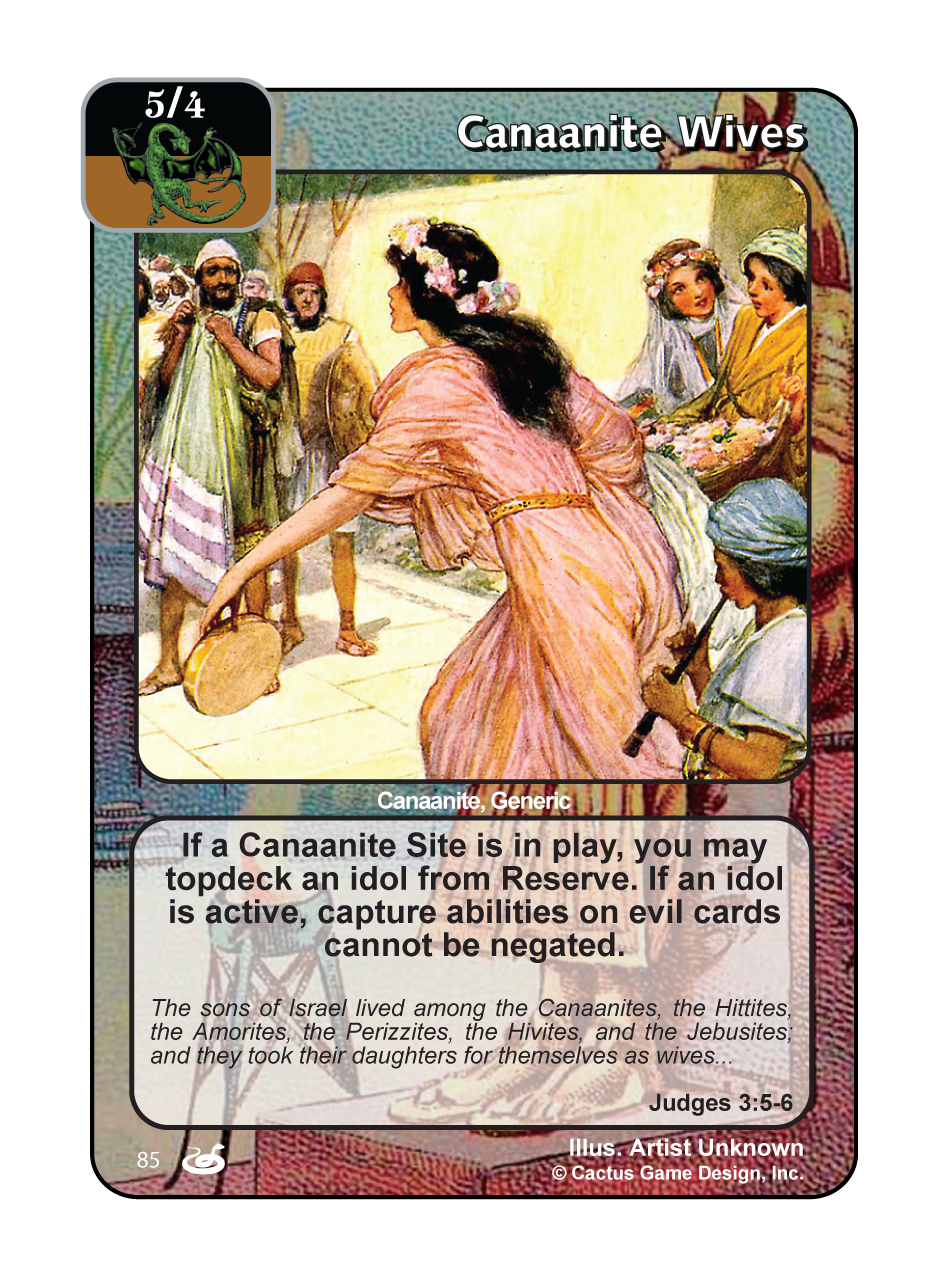 5/4
Canaanite Wives
Canaanite, Generic
If a Canaanite Site is in play, you may
topdeck an idol from Reserve. If an idol
is active, capture abilities on evil cards
cannot be negated.
The sons of Israel lived among the Canaanites, the Hittites,
the Amorites, the Perizzites, the Hivites, and the Jebusites;
and they took their daughters for themselves as wives...
Judges 3:5-6
85
Illus. Artist Unknown
© Cactus Game Design, Inc.